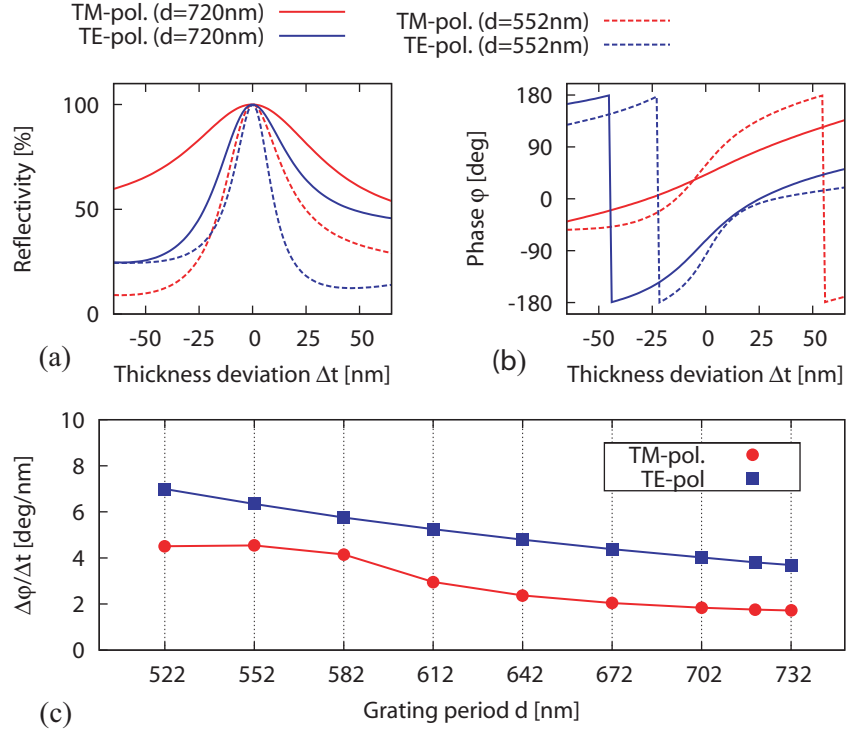 TM-pol. (d=720nm)
TE-pol. (d=720nm)
TM-pol. (d=552nm)
TE-pol. (d=552nm)
Reflectivity [%]
100
50
0
-50
-25
0
25
50
(a)
Thickness deviation Δt [nm]
Phase φ [deg]
180
90
0
-90
-180
-50
-25
0
25
50
(b)
Thickness deviation Δt [nm]
Δφ/Δt [deg/nm]
10
8
6
4
2
0
TM-pol.
TE-pol
522
552
582
612
642
672
702
732
(c)
Grating period d [nm]